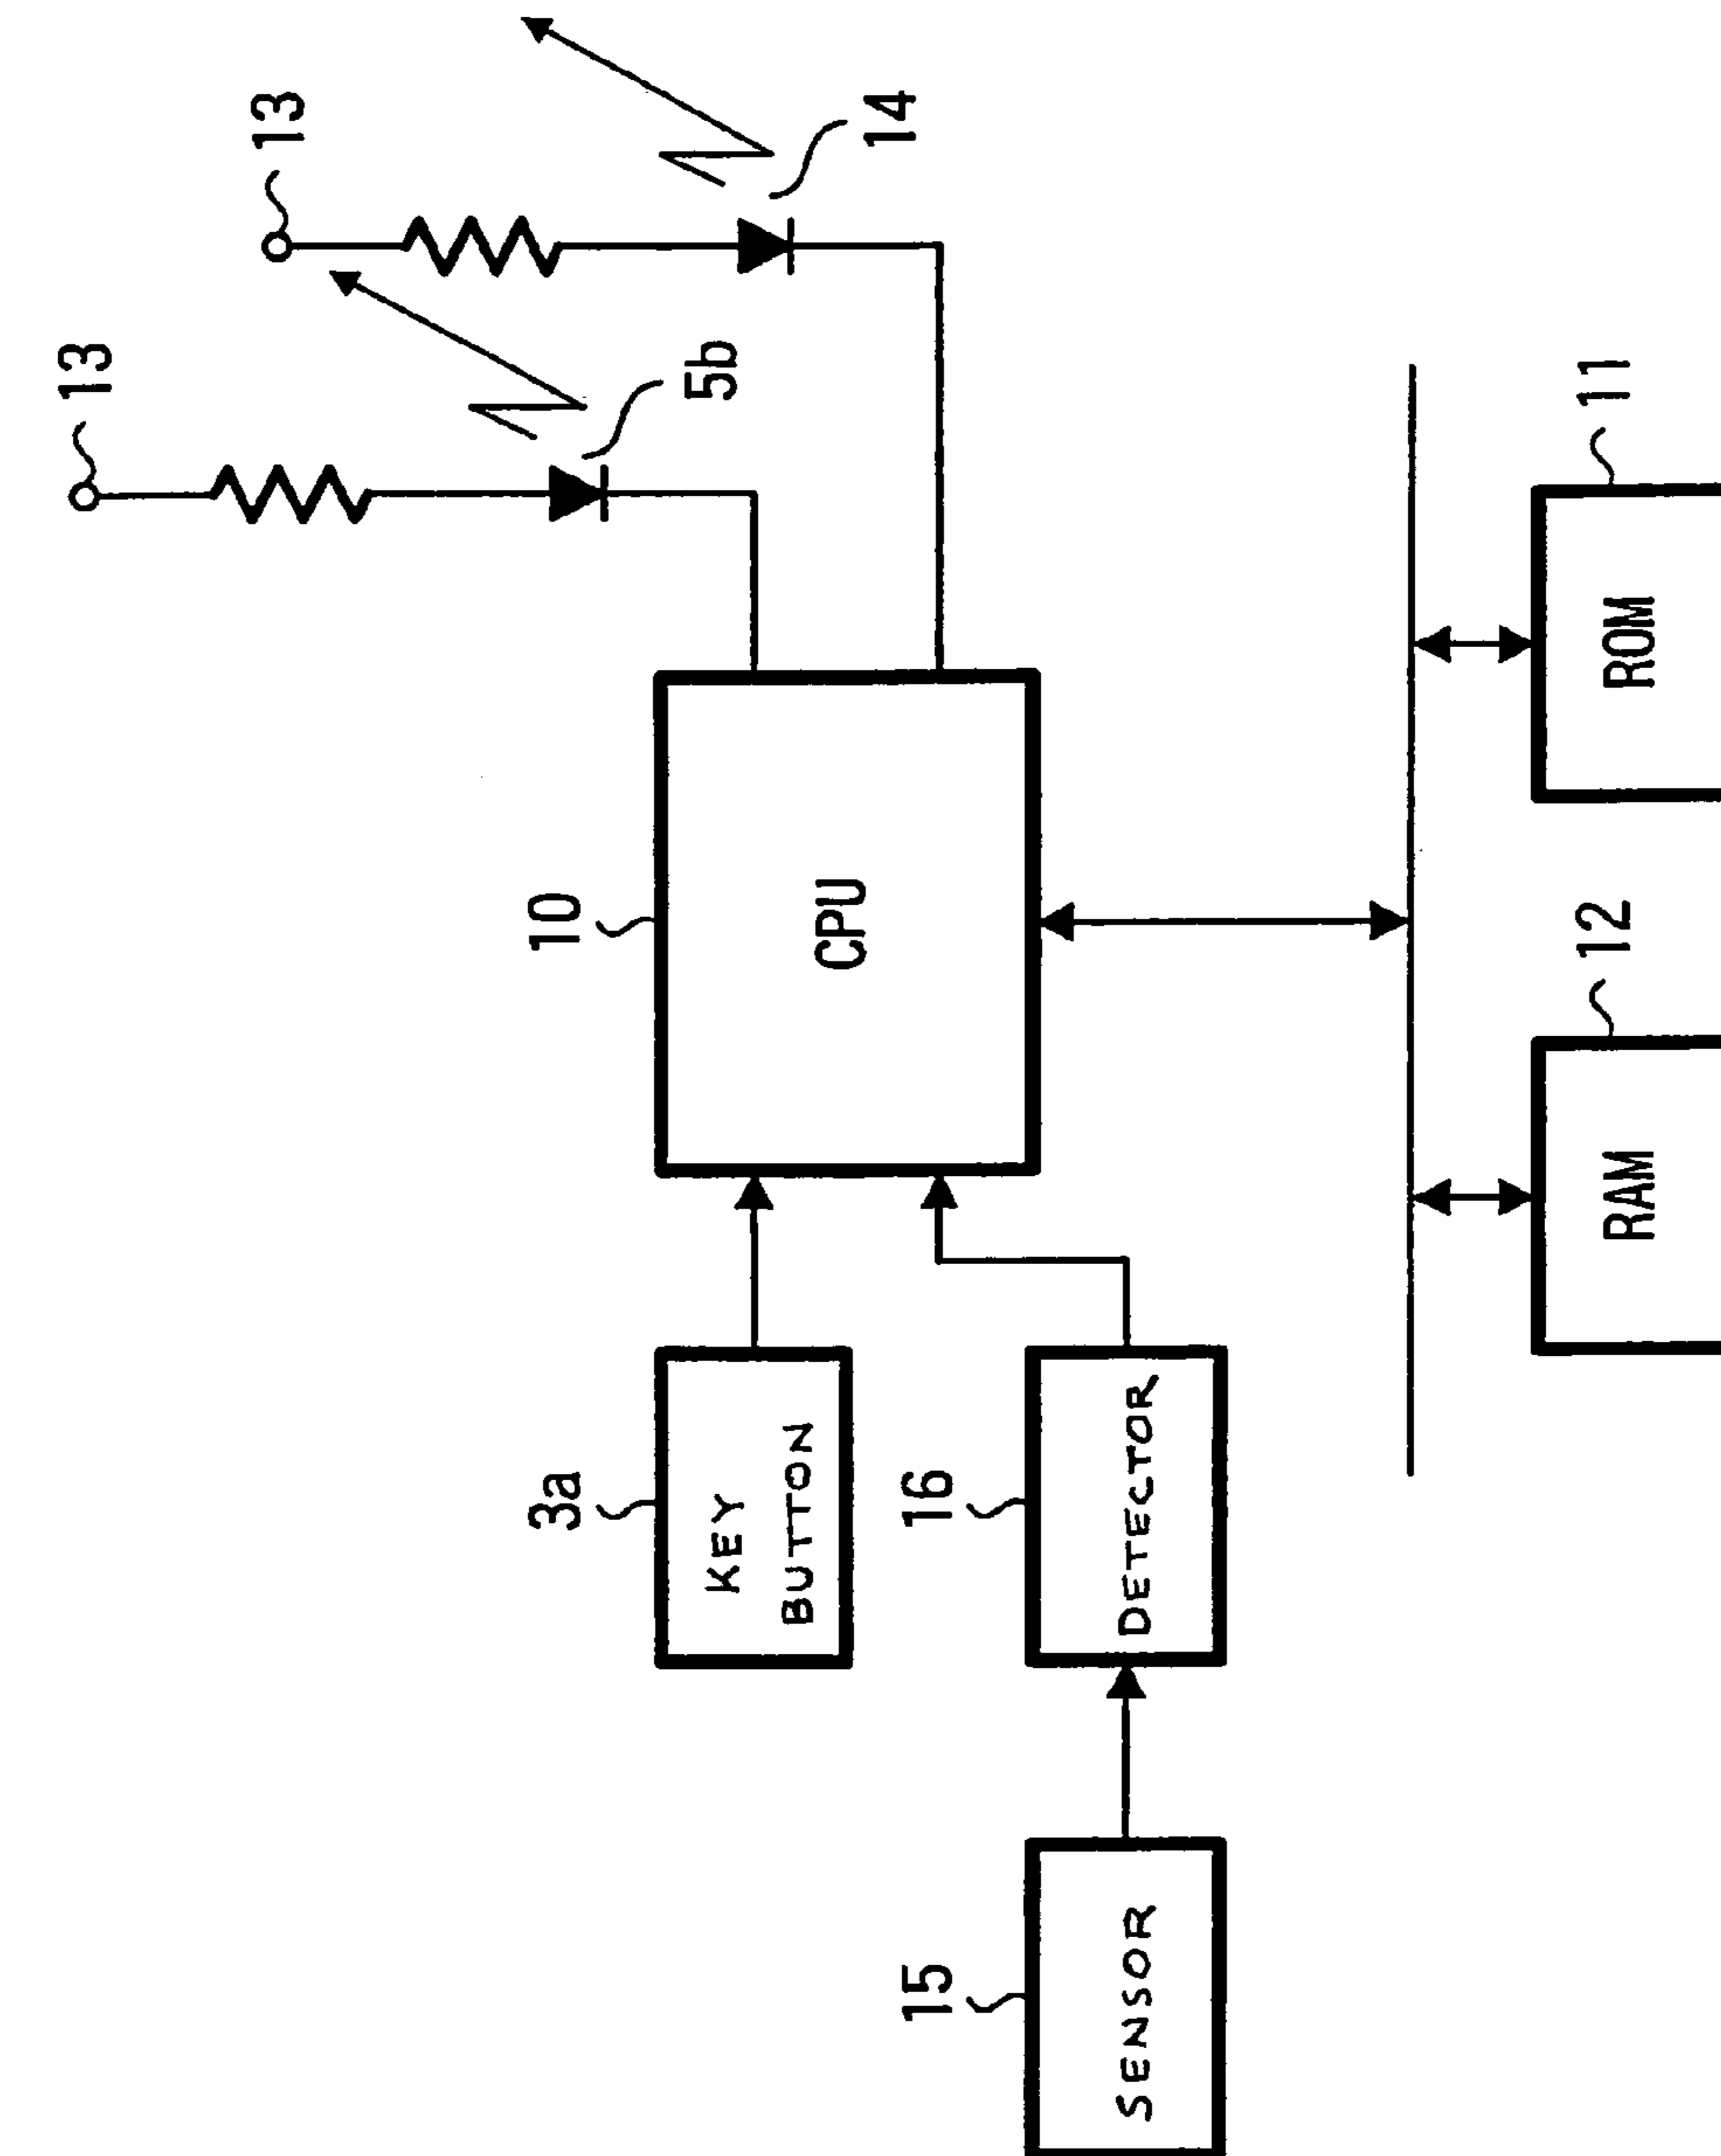 13
13
14
5b
10
CPU
3a
KEY
BUTTON
16
DETECTOR
15
SENSOR
11
ROM
12
RAM